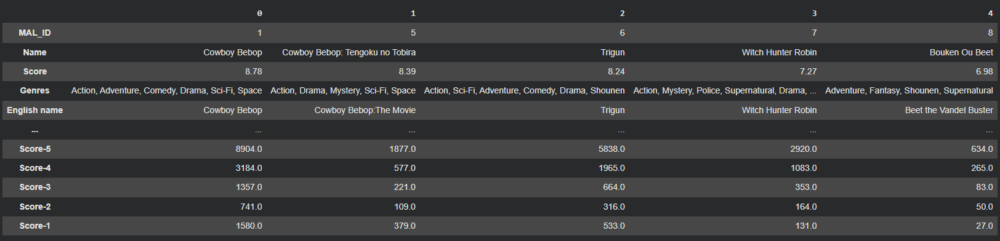 0 1 2 3 4
MAL_ID 1 5 6 7 8
Name Cowboy Bebop Cowboy Bebop: Tengoku no Tobira Trigun Witch Hunter Robin Bouken Ou Beet
Score 8.78 8.39 8.24 7.27 6.98
Genres Action, Adventure, Comedy, Drama, Sci-Fi, Space Action, Drama, Mystery, Sci-Fi, Space Action, Sci-Fi, Adventure, Comedy, Drama, Shounen Action, Mystery, Police, Supernatural, Drama, ... Adventure, Fantasy, Shounen, Supernatural
English name Cowboy Bebop Cowboy Bebop:The Movie Trigun Witch Hunter Robin Beet the Vandel Buster
... ... ... ... ... ...
Score-5 8904.0 1877.0 5838.0 2920.0 634.0
Score-4 3184.0 577.0 1965.0 1083.0 265.0
Score-3 1357.0 221.0 664.0 353.0 83.0
Score-2 741.0 109.0 316.0 164.0 50.0
Score-1 1580.0 379.0 533.0 131.0 27.0